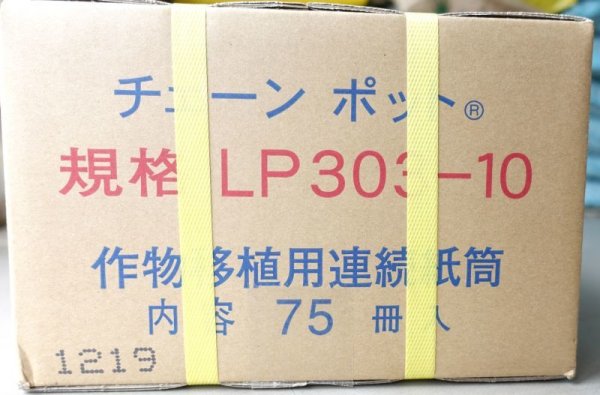 チェーン ポット®
規格 LP303-10
作物移植用連続紙筒
内容 75 冊入
1219